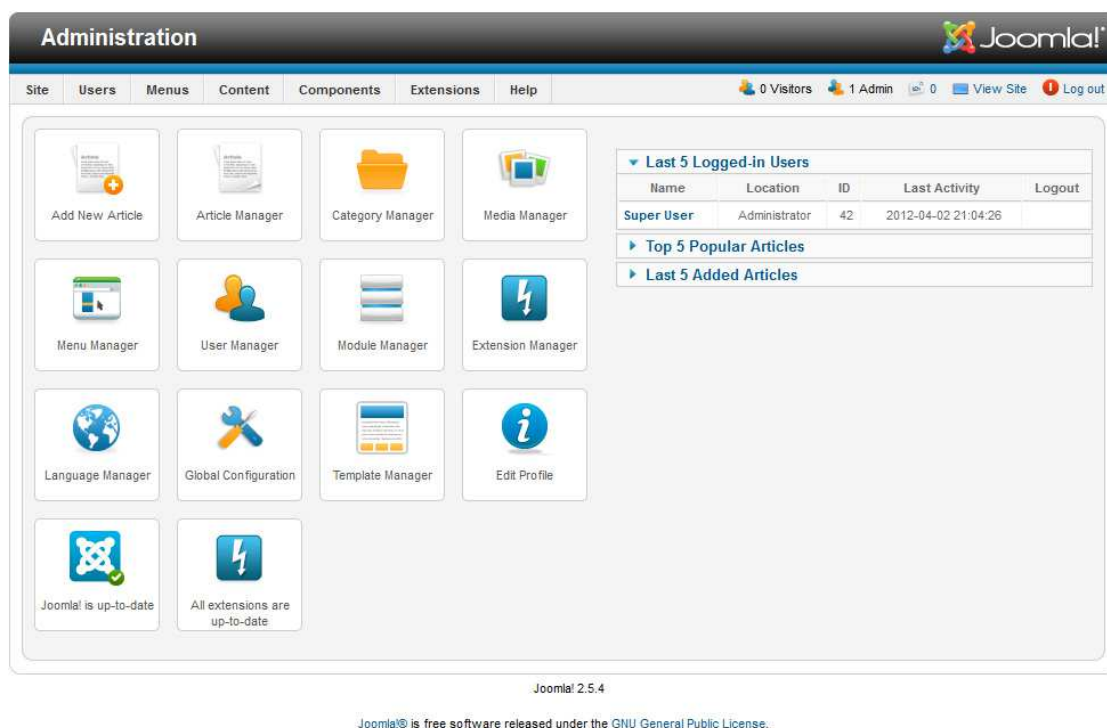 Administration
Joomla!®
Site Users Menus Content Components Extensions Help
0 Visitors 1 Admin 0 View Site Log out
Add New Article
Article Manager
Category Manager
Media Manager
Menu Manager
User Manager
Module Manager
Extension Manager
Language Manager
Global Configuration
Template Manager
Edit Profile
Joomla! is up-to-date
All extensions are
up-to-date
Last 5 Logged-in Users
Name Location ID Last Activity Logout
Super User Administrator 42 2012-04-02 21:04:26
Top 5 Popular Articles
Last 5 Added Articles
Joomla! 2.5.4
Joomla!® is free software released under the GNU General Public License.